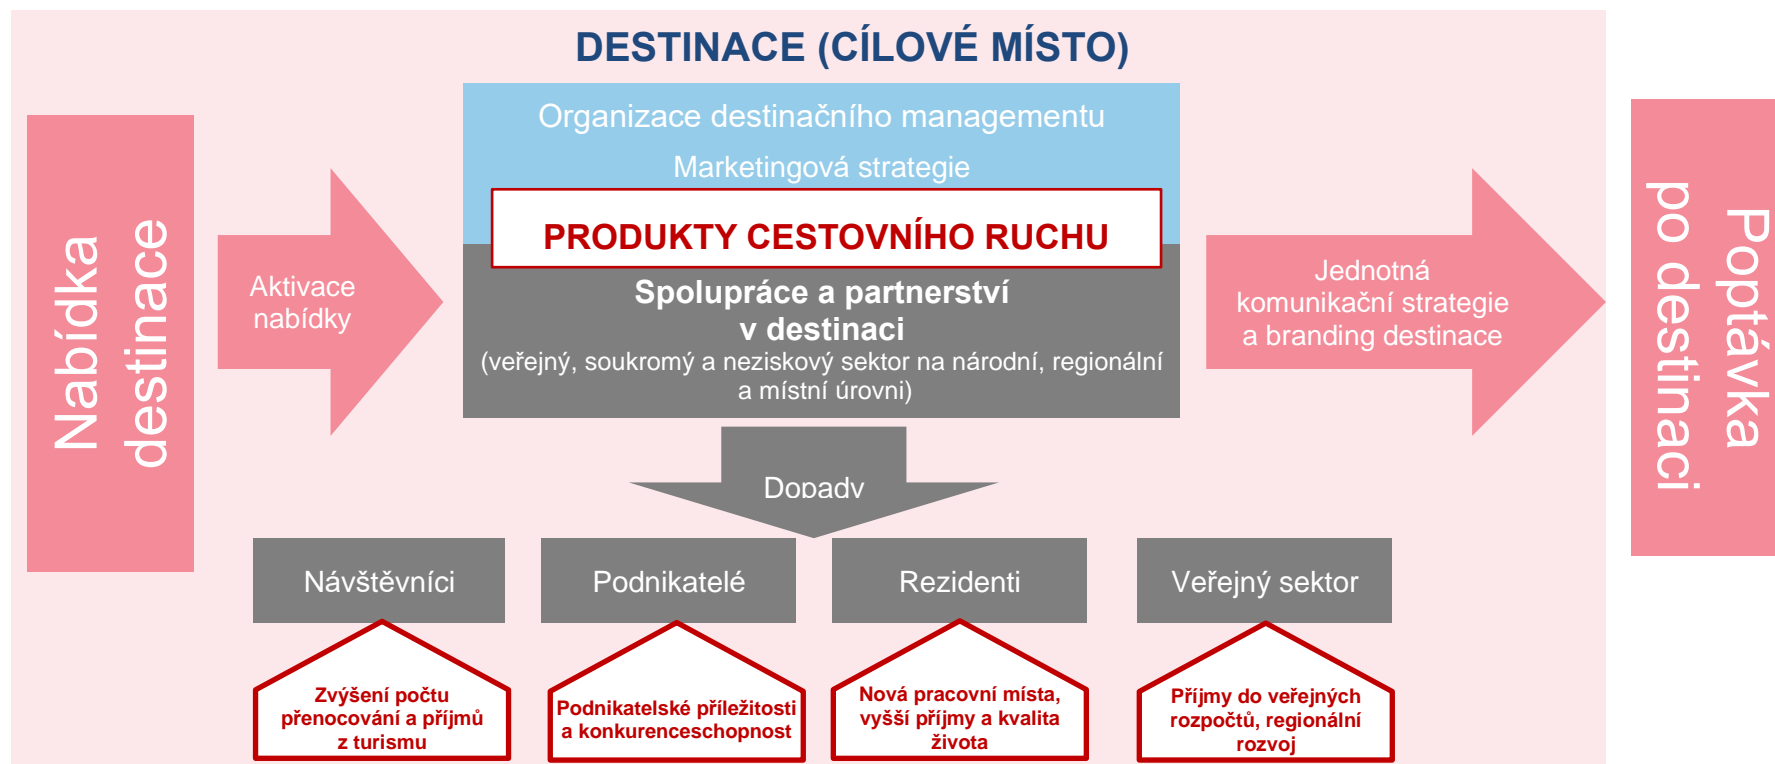 DESTINACE (CÍLOVÉ MÍSTO)
Nabídka
destinace
Aktivace
nabídky
Organizace destinačního managementu
Marketingová strategie
PRODUKTY CESTOVNÍHO RUCHU
Spolupráce a partnerství
v destinaci
(veřejný, soukromý a neziskový sektor na národní, regionální
a místní úrovni)
Jednotná
komunikační strategie
a branding destinace
Poptávka
po destinaci
Dopady
Návštěvníci
Podnikatelé
Rezidenti
Veřejný sektor
Zvýšení počtu
přenocování a příjmů
z turismu
Podnikatelské příležitosti
a konkurenceschopnost
Nová pracovní místa,
vyšší příjmy a kvalita
života
Příjmy do veřejných
rozpočtů, regionální
rozvoj